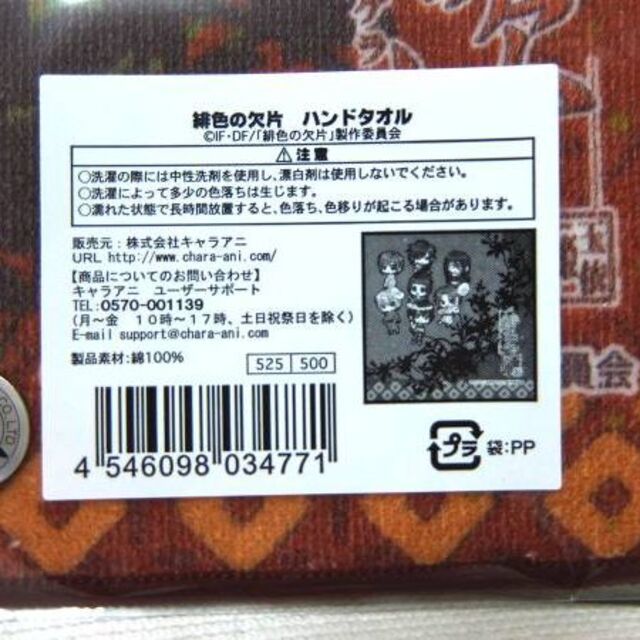 緋色の欠片 ハンドタオル
©IF・DF/「緋色の欠片」製作委員会
⚠注意
○洗濯の際には中性洗剤を使用し、漂白剤は使用しないでください。
○洗濯によって多少の色落ちは生じます。
○濡れた状態で長時間放置すると、色落ち、色移りが起こる場合があります。
販売元：株式会社キャラアニ
URL http://www.chara-ani.com/
【商品についてのお問い合わせ】
キャラアニ ユーザーサポート
TEL：0570-001139
(月～金 10時～17時、土日祝祭日を除く)
E-mail support@chara-ani.com
製品素材:綿100%
525 500
4 546098 034771
プラ 袋:PP
員会
CO.,LTD